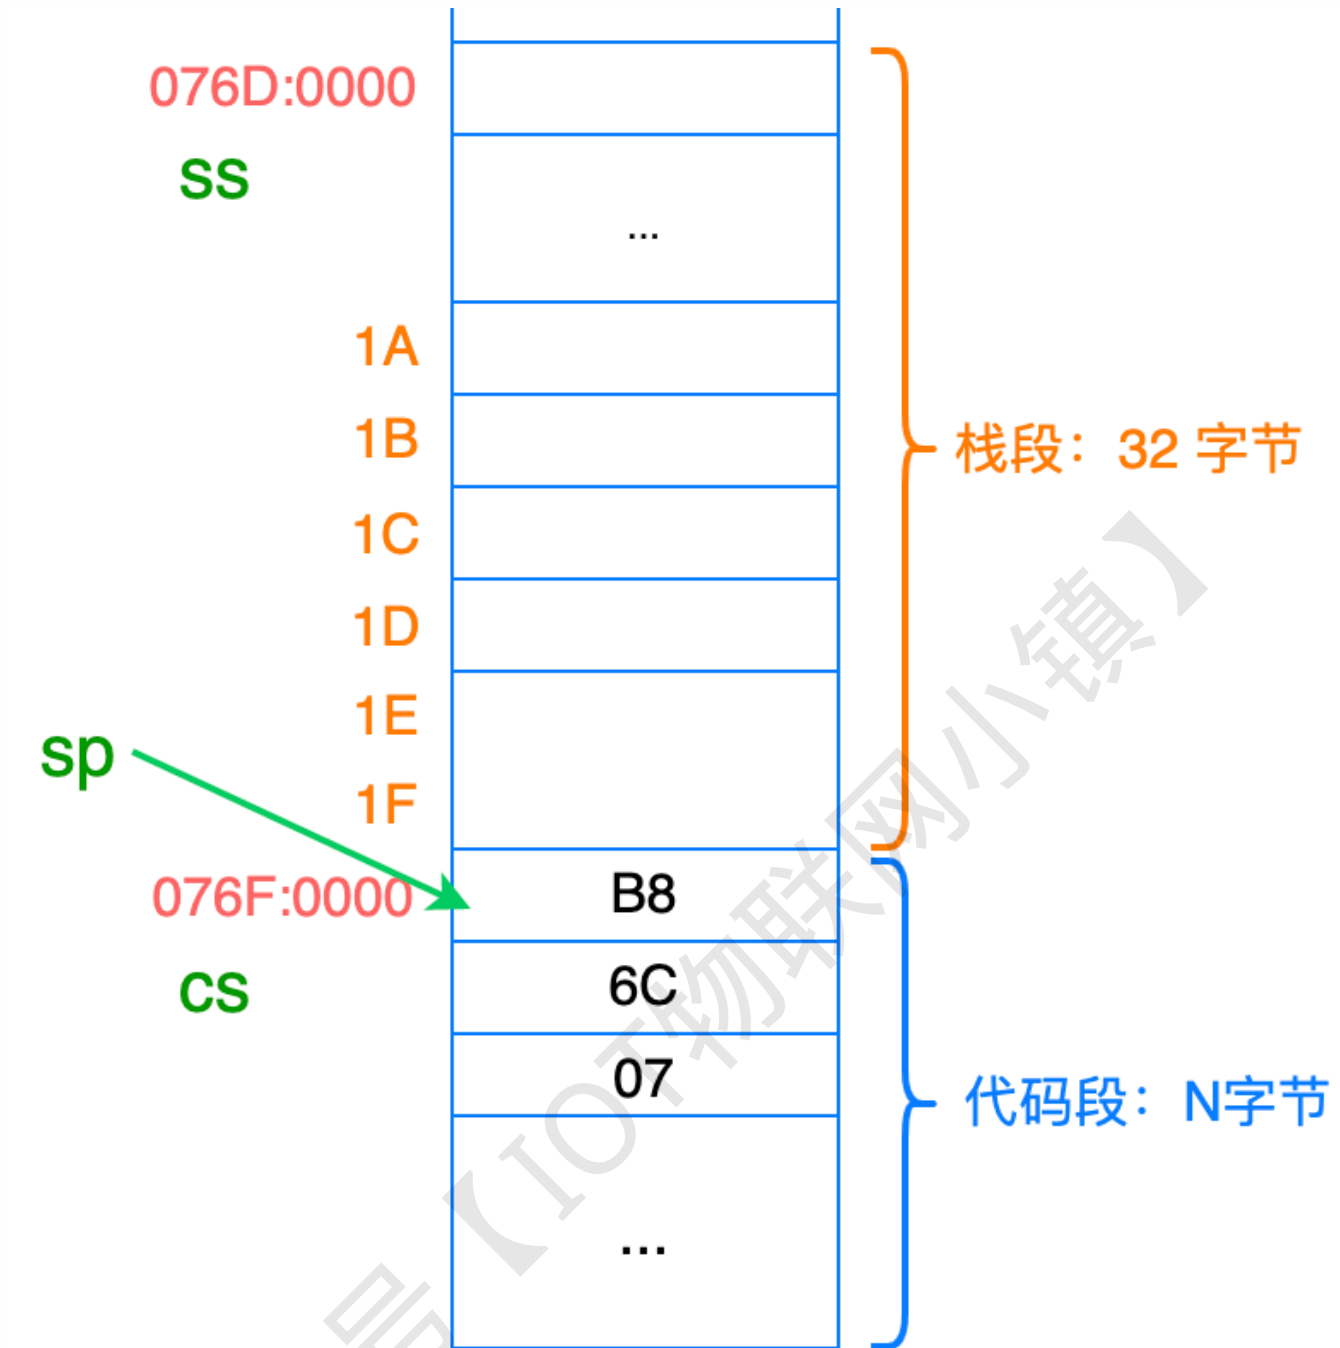 076D:0000
ss
...
1A
1B
栈段：32 字节
1C
1D
1E
sp
1F
076F:0000
B8
cs
6C
07
代码段：N字节
...
号【IOT物联网小镇】